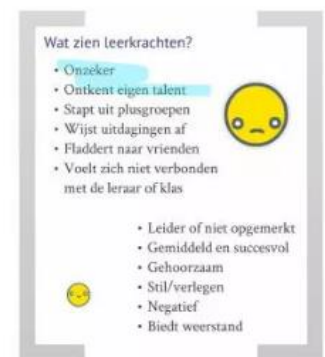 Wat zien leerkrachten?
• Onzeker
• Ontkent eigen talent
• Stapt uit plusgroepen
• Wijst uitdagingen af
• Fladdert naar vrienden
• Voelt zich niet verbonden
met de leraar of klas
• Leider of niet opgemerkt
• Gemiddeld en succesvol
• Gehoorzaam
• Stil/verlegen
• Negatief
• Biedt weerstand